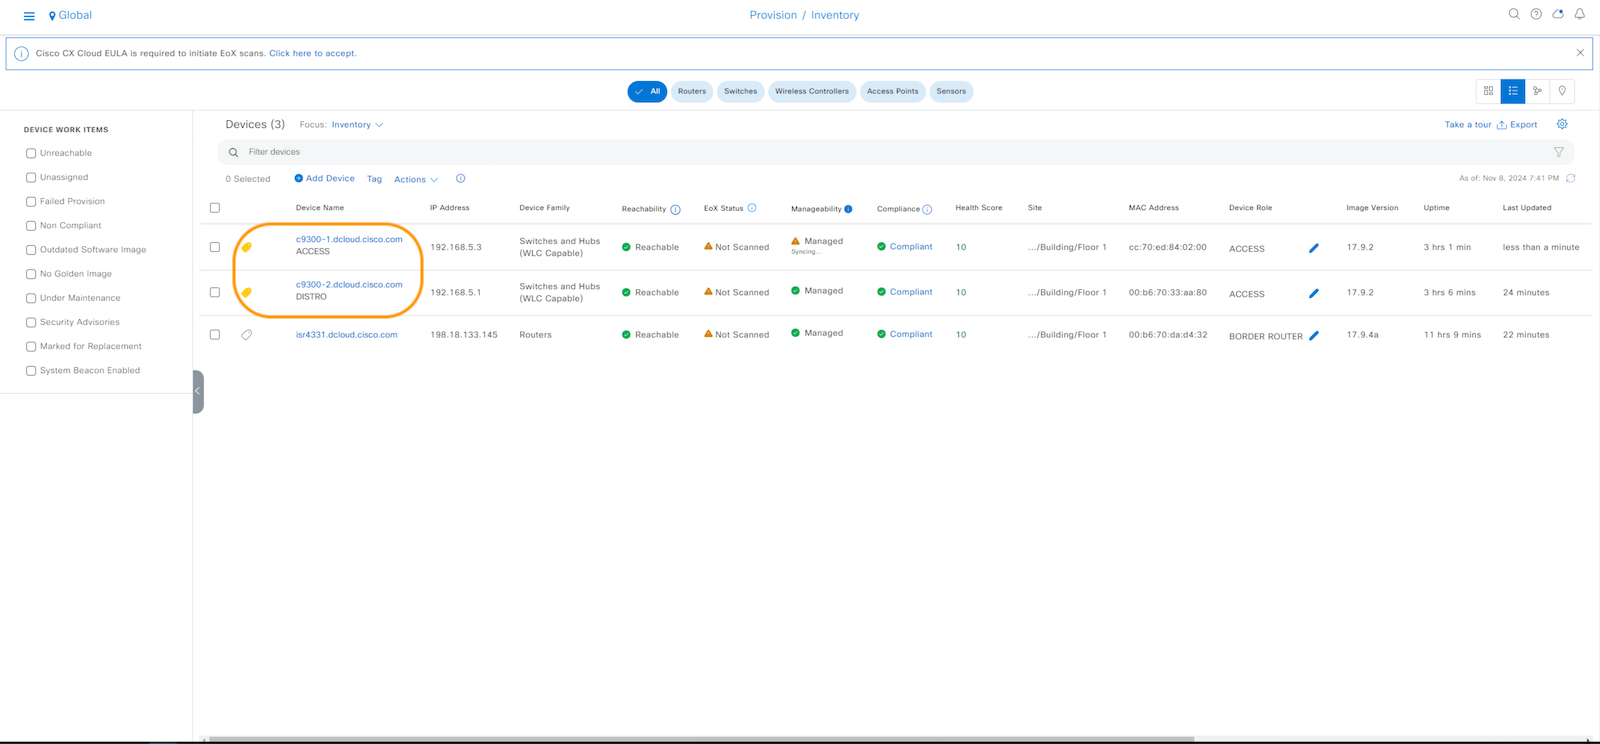 Global
Provision / Inventory
Cisco CX Cloud EULA is required to initiate EoX scans. Click here to accept.
All Routers Switches Wireless Controllers Access Points Sensors
DEVICE WORK ITEMS
Unreachable
Unassigned
Failed Provision
Non Compliant
Outdated Software Image
No Golden Image
Under Maintenance
Security Advisories
Marked for Replacement
System Beacon Enabled
Devices (3) Focus: Inventory
Take a tour Export
Filter devices
0 Selected Add Device Tag Actions
As of: Nov 8, 2024 7:41 PM
Device Name IP Address Device Family Reachability EoX Status Manageability Compliance Health Score Site MAC Address Device Role Image Version Uptime Last Updated
c9300-1.dcloud.cisco.com
ACCESS
192.168.5.3
Switches and Hubs
(WLC Capable)
Reachable
Not Scanned
Managed
Syncing...
Compliant
10
.../Building/Floor 1
cc:70:ed:84:02:00
ACCESS
17.9.2
3 hrs 1 min
less than a minute
c9300-2.dcloud.cisco.com
DISTRO
192.168.5.1
Switches and Hubs
(WLC Capable)
Reachable
Not Scanned
Managed
Compliant
10
.../Building/Floor 1
00:b6:70:33:aa:80
ACCESS
17.9.2
3 hrs 6 mins
24 minutes
isr4331.dcloud.cisco.com
198.18.133.145
Routers
Reachable
Not Scanned
Managed
Compliant
10
.../Building/Floor 1
00:b6:70:da:d4:32
BORDER ROUTER
17.9.4a
11 hrs 9 mins
22 minutes